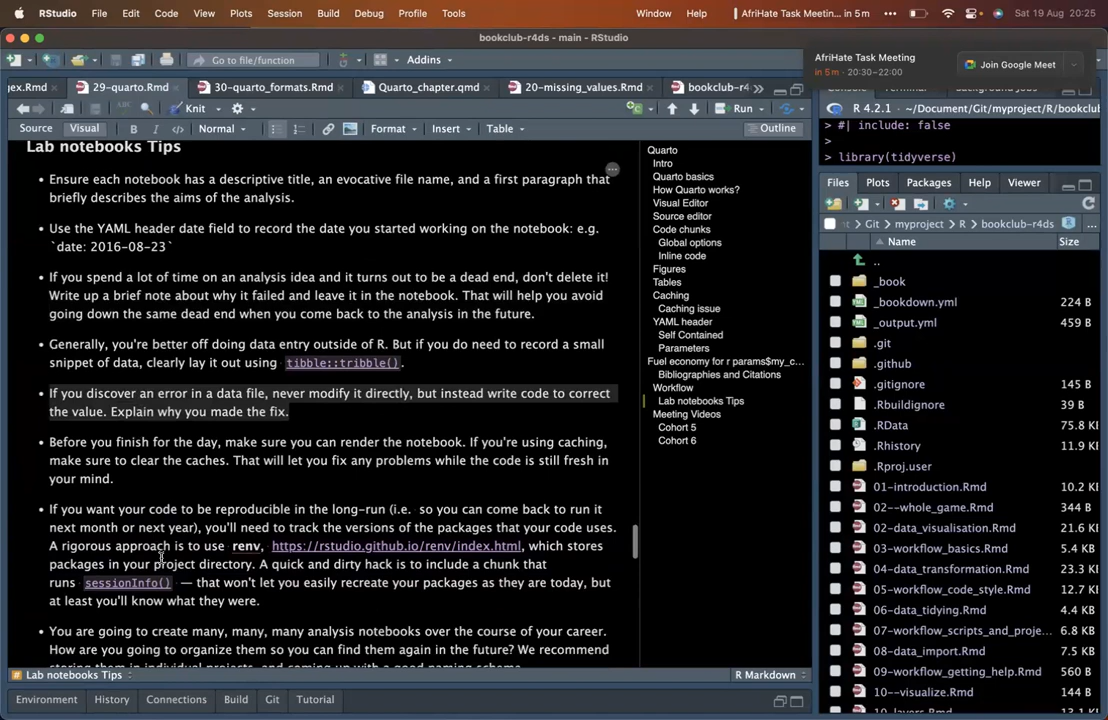 RStudio File Edit Code View Plots Session Build Debug Profile Tools Window Help AfriHate Task Meetin... in 5 m Sat 19 Aug 20:25
bookclub-r4ds - main - RStudio
Go to file/function Addins
AfriHate Task Meeting
in 5 m · 20:30–22:00
Join Google Meet
gex.Rmd 29-quarto.Rmd 30-quarto_formats.Rmd Quarto_chapter.qmd 20-missing_values.Rmd bookclub-r
Knit Run
Source Visual B I Normal Format Insert Table Outline
Lab notebooks Tips
• Ensure each notebook has a descriptive title, an evocative file name, and a first paragraph that
briefly describes the aims of the analysis.
• Use the YAML header date field to record the date you started working on the notebook: e.g.
`date: 2016-08-23`
• If you spend a lot of time on an analysis idea and it turns out to be a dead end, don't delete it!
Write up a brief note about why it failed and leave it in the notebook. That will help you avoid
going down the same dead end when you come back to the analysis in the future.
• Generally, you're better off doing data entry outside of R. But if you do need to record a small
snippet of data, clearly lay it out using tibble::tribble().
• If you discover an error in a data file, never modify it directly, but instead write code to correct
the value. Explain why you made the fix.
• Before you finish for the day, make sure you can render the notebook. If you're using caching,
make sure to clear the caches. That will let you fix any problems while the code is still fresh in
your mind.
• If you want your code to be reproducible in the long-run (i.e. so you can come back to run it
next month or next year), you'll need to track the versions of the packages that your code uses.
A rigorous approach is to use renv, https://rstudio.github.io/renv/index.html, which stores
packages in your project directory. A quick and dirty hack is to include a chunk that
runs sessionInfo() — that won't let you easily recreate your packages as they are today, but
at least you'll know what they were.
• You are going to create many, many, many analysis notebooks over the course of your career.
How are you going to organize them so you can find them again in the future? We recommend
storing them in individual projects, and coming up with a good naming scheme.
# Lab notebooks Tips R Markdown
Environment History Connections Build Git Tutorial
Quarto
Intro
Quarto basics
How Quarto works?
Visual Editor
Source editor
Code chunks
Global options
Inline code
Figures
Tables
Caching
Caching issue
YAML header
Self Contained
Parameters
Fuel economy for r params$my_c...
Bibliographies and Citations
Workflow
Lab notebooks Tips
Meeting Videos
Cohort 5
Cohort 6
R 4.2.1 · ~/Document/Git/myproject/R/bookcl
> #| include: false
>
> library(tidyverse)
Files Plots Packages Help Viewer
Git myproject R bookclub-r4ds ...
Name Size
..
_book
_bookdown.yml 224 B
_output.yml 459 B
.git
.github
.gitignore 145 B
.Rbuildignore 39 B
.RData 75.8 KB
.Rhistory 11.9 KB
.Rproj.user
01-introduction.Rmd 10.2 KB
02--whole_game.Rmd 344 B
02-data_visualisation.Rmd 21.6 KB
03-workflow_basics.Rmd 5.4 KB
04-data_transformation.Rmd 13.7 KB
05-workflow_code_style.Rmd 12.7 KB
06-data_tidying.Rmd 4.4 KB
07-workflow_scripts_and_proje... 6.8 KB
08-data_import.Rmd 7.5 KB
09-workflow_getting_help.Rmd 560 B
10--visualize.Rmd 144 B